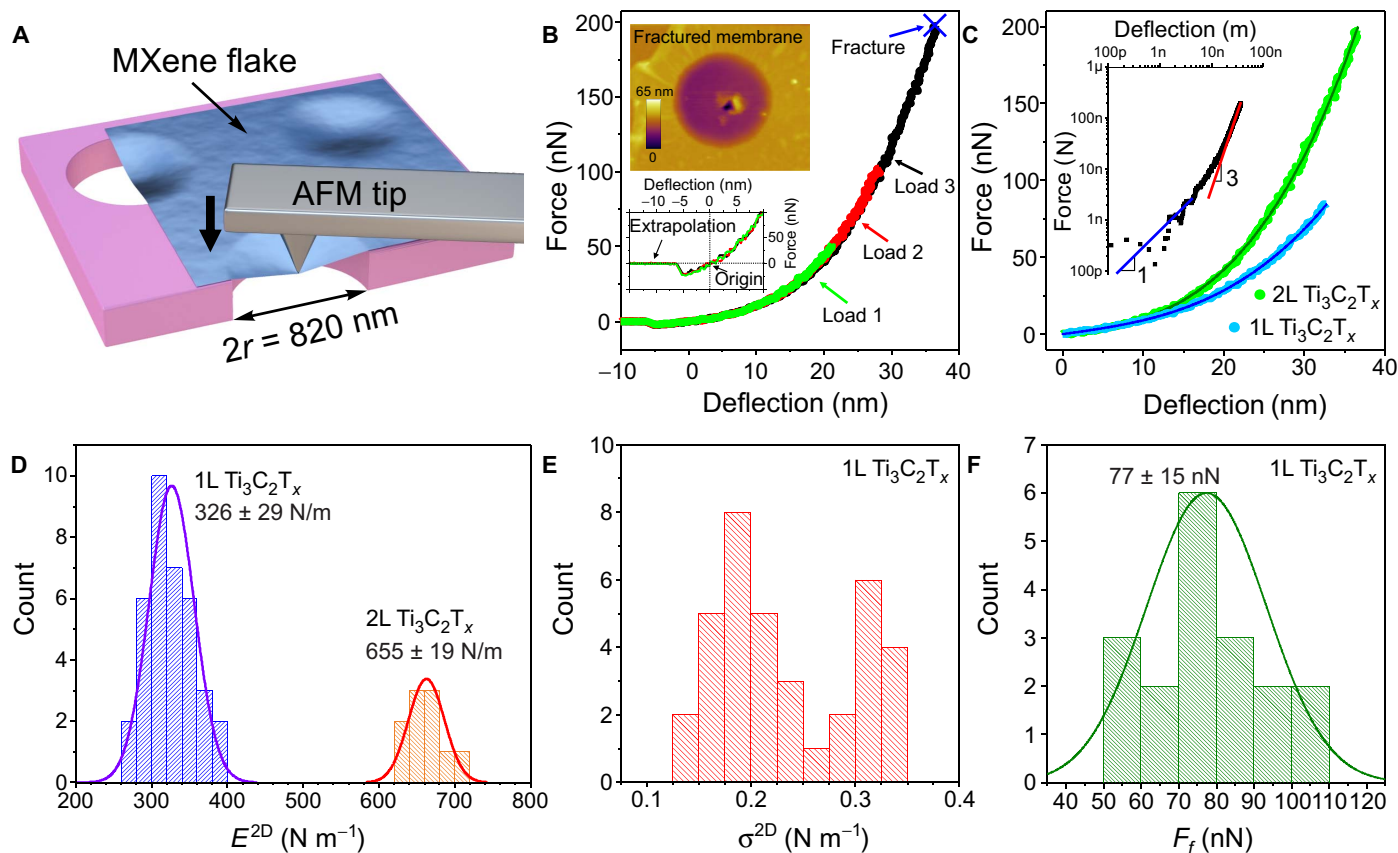 A
MXene flake
AFM tip
2r = 820 nm
B
200
150
100
50
0
Force (nN)
−10
0
10
20
30
40
Deflection (nm)
Fractured membrane
65 nm
0
Fracture
Load 3
Load 2
Load 1
Deflection (nm)
−10
−5
0
5
10
Extrapolation
Origin
50
0
Force (nN)
C
200
150
100
50
0
Force (nN)
0
10
20
30
40
Deflection (nm)
Deflection (m)
100p
1n
10n
100n
1µ
100n
10n
1n
100p
Force (N)
3
1
2L Ti₃C₂Tₓ
1L Ti₃C₂Tₓ
D
10
8
6
4
2
0
Count
200
300
400
500
600
700
800
E²ᴰ (N m⁻¹)
1L Ti₃C₂Tₓ
326 ± 29 N/m
2L Ti₃C₂Tₓ
655 ± 19 N/m
E
1L Ti₃C₂Tₓ
10
8
6
4
2
0
Count
0.1
0.2
0.3
0.4
σ²ᴰ (N m⁻¹)
F
77 ± 15 nN
1L Ti₃C₂Tₓ
7
6
5
4
3
2
1
0
Count
40
50
60
70
80
90
100
110
120
F_f (nN)